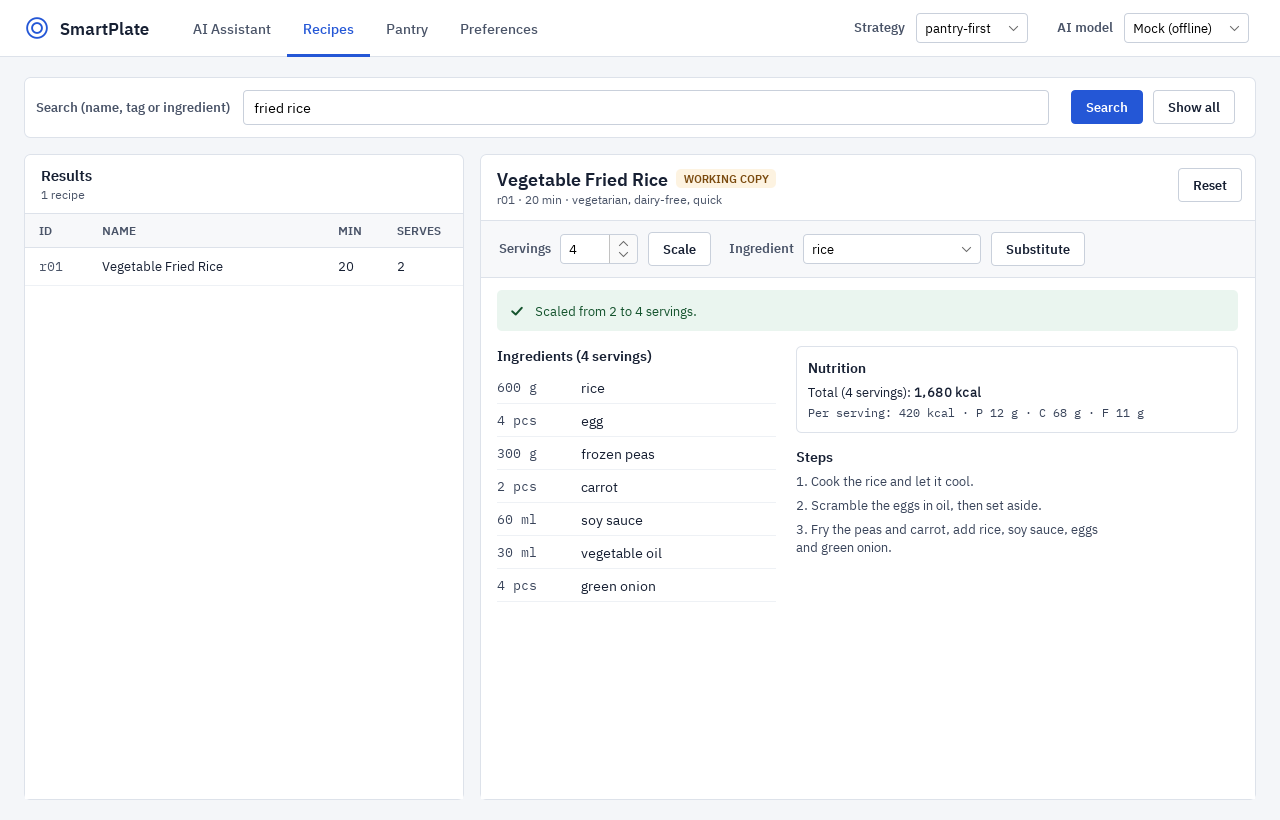 SmartPlate
AI Assistant
Recipes
Pantry
Preferences
Strategy
pantry-first
AI model
Mock (offline)
Search (name, tag or ingredient)
fried rice
Search
Show all
Results
1 recipe
ID NAME MIN SERVES
r01 Vegetable Fried Rice 20 2
Vegetable Fried Rice WORKING COPY
r01 · 20 min · vegetarian, dairy-free, quick
Reset
Servings 4 Scale Ingredient rice Substitute
Scaled from 2 to 4 servings.
Ingredients (4 servings)
600 g rice
4 pcs egg
300 g frozen peas
2 pcs carrot
60 ml soy sauce
30 ml vegetable oil
4 pcs green onion
Nutrition
Total (4 servings): 1,680 kcal
Per serving: 420 kcal · P 12 g · C 68 g · F 11 g
Steps
1. Cook the rice and let it cool.
2. Scramble the eggs in oil, then set aside.
3. Fry the peas and carrot, add rice, soy sauce, eggs
and green onion.